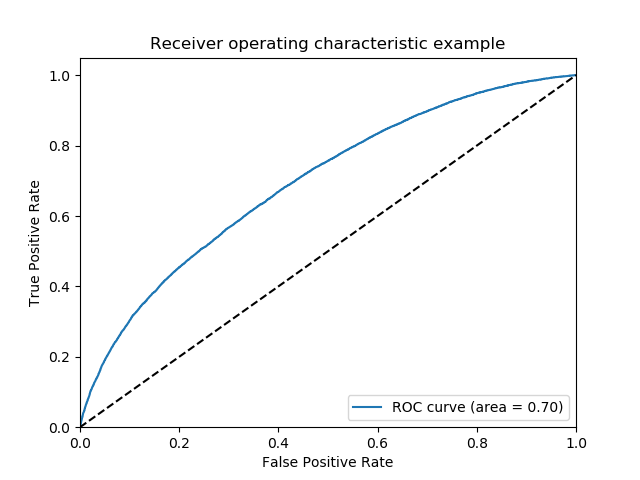 Receiver operating characteristic example
1.0
0.8
0.6
0.4
0.2
0.0
True Positive Rate
ROC curve (area = 0.70)
0.0 0.2 0.4 0.6 0.8 1.0
False Positive Rate